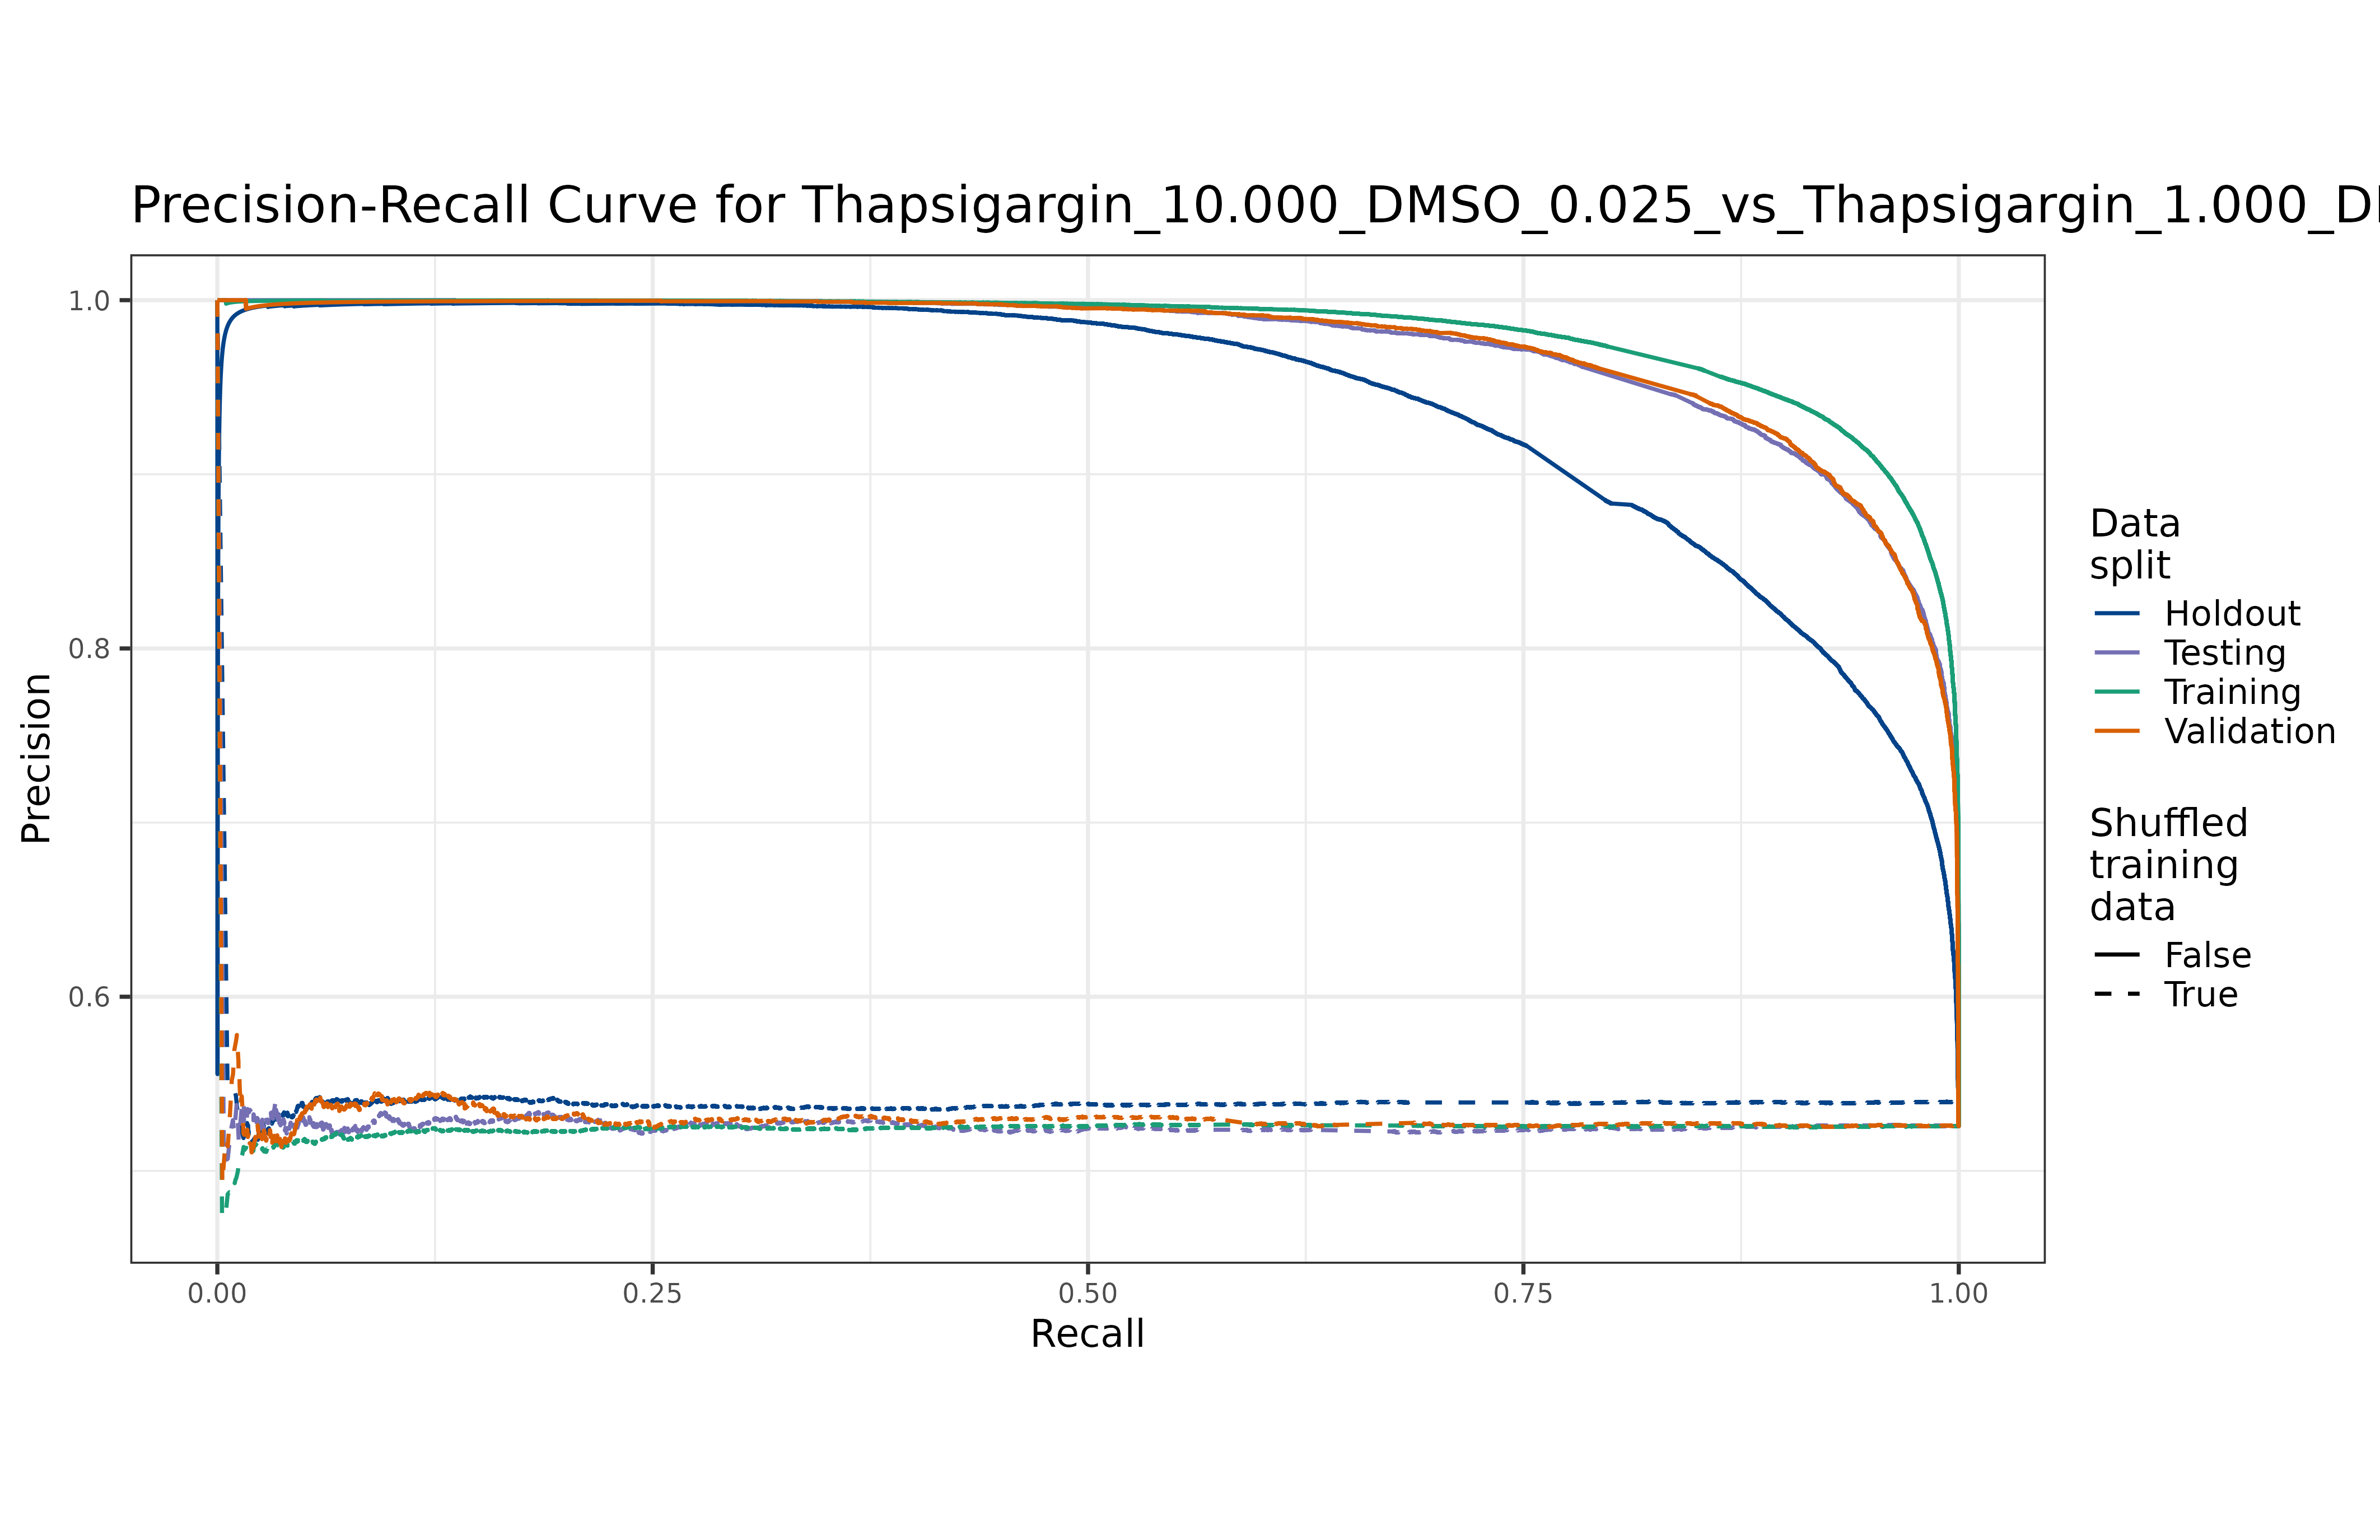 Precision-Recall Curve for Thapsigargin_10.000_DMSO_0.025_vs_Thapsigargin_1.000_D
1.0
0.8
0.6
Precision
0.00
0.25
0.50
0.75
1.00
Recall
Data
split
Holdout
Testing
Training
Validation
Shuffled
training
data
False
True